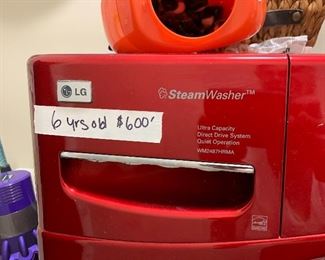 LG
SteamWasher™
6 yrs old $600'
Ultra Capacity
Direct Drive System
Quiet Operation
WM2487HRMA